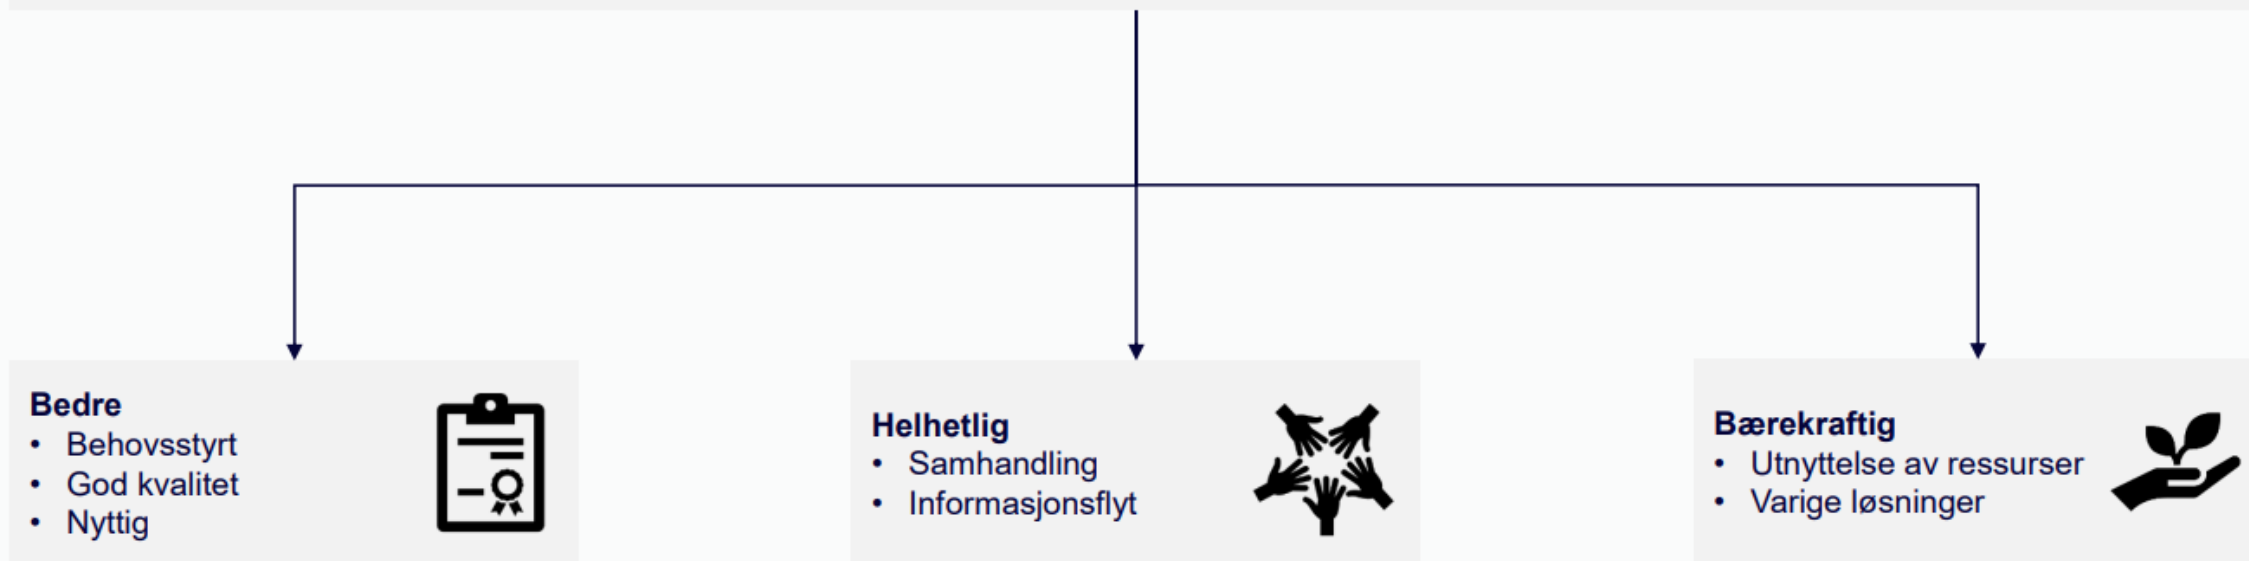 Bedre
• Behovsstyrt
• God kvalitet
• Nyttig
Helhetlig
• Samhandling
• Informasjonsflyt
Bærekraftig
• Utnyttelse av ressurser
• Varige løsninger